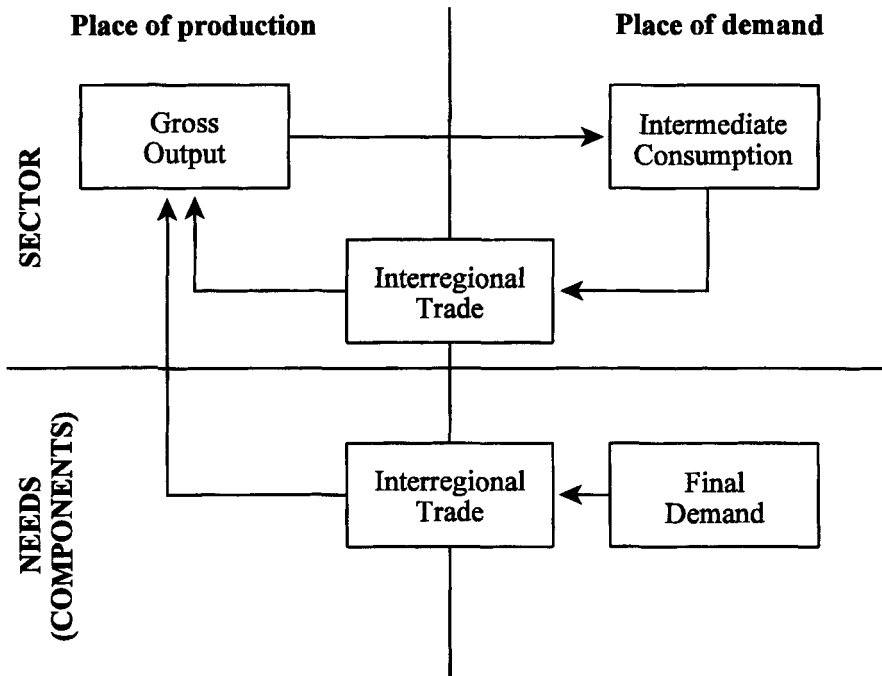 Place of production
Place of demand
SECTOR
Gross
Output
Intermediate
Consumption
Interregional
Trade
NEEDS
(COMPONENTS)
Interregional
Trade
Final
Demand